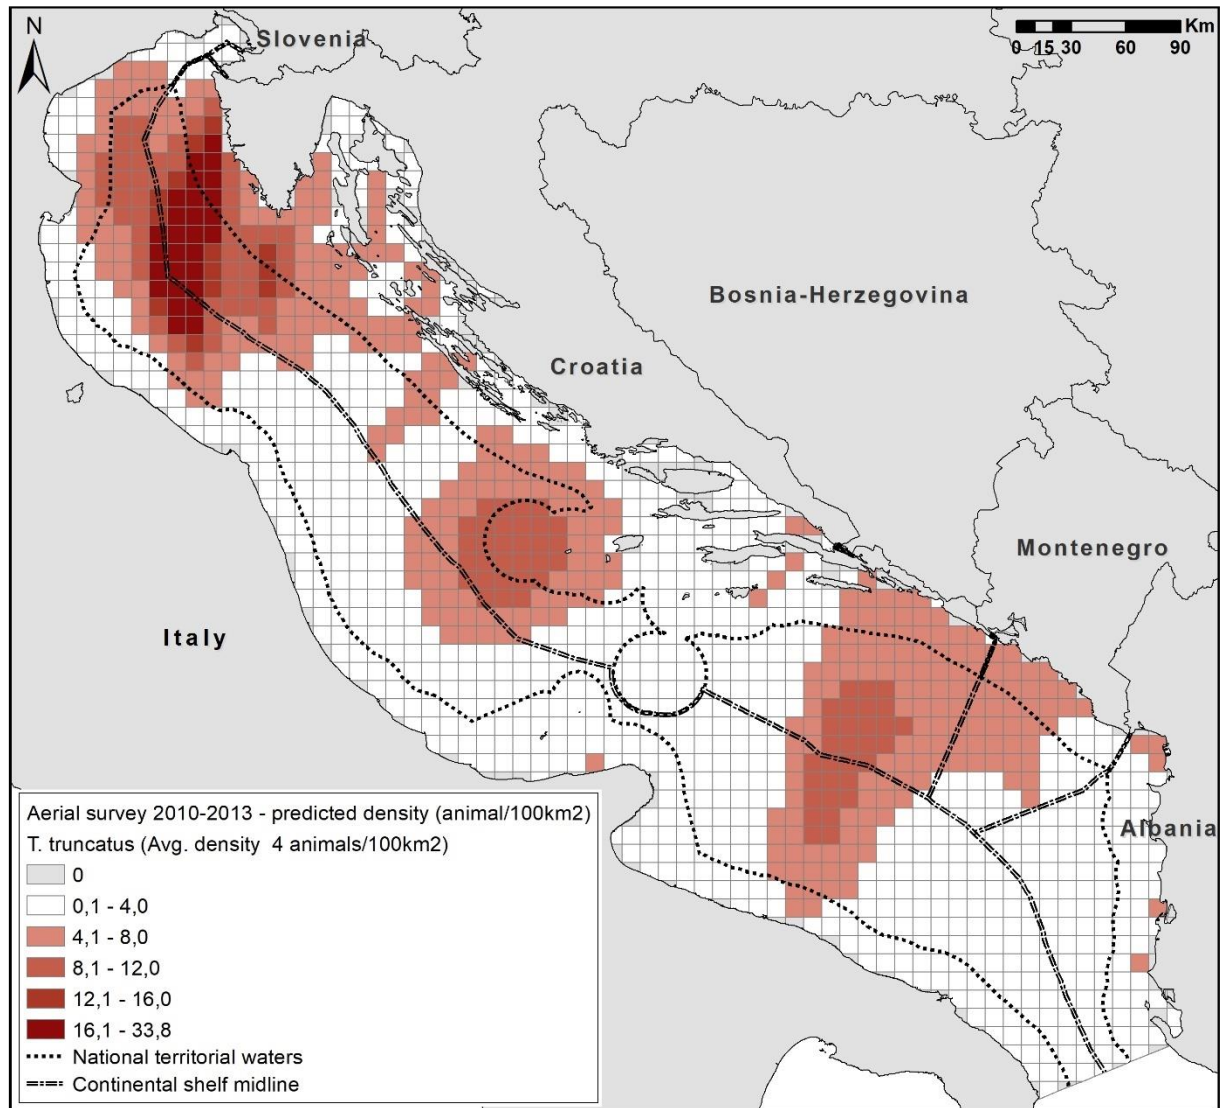 N
Slovenia
Km
0 15 30 60 90
Bosnia-Herzegovina
Croatia
Montenegro
Italy
Albania
Aerial survey 2010-2013 - predicted density (animal/100km2)
T. truncatus (Avg. density 4 animals/100km2)
0
0,1 - 4,0
4,1 - 8,0
8,1 - 12,0
12,1 - 16,0
16,1 - 33,8
National territorial waters
Continental shelf midline